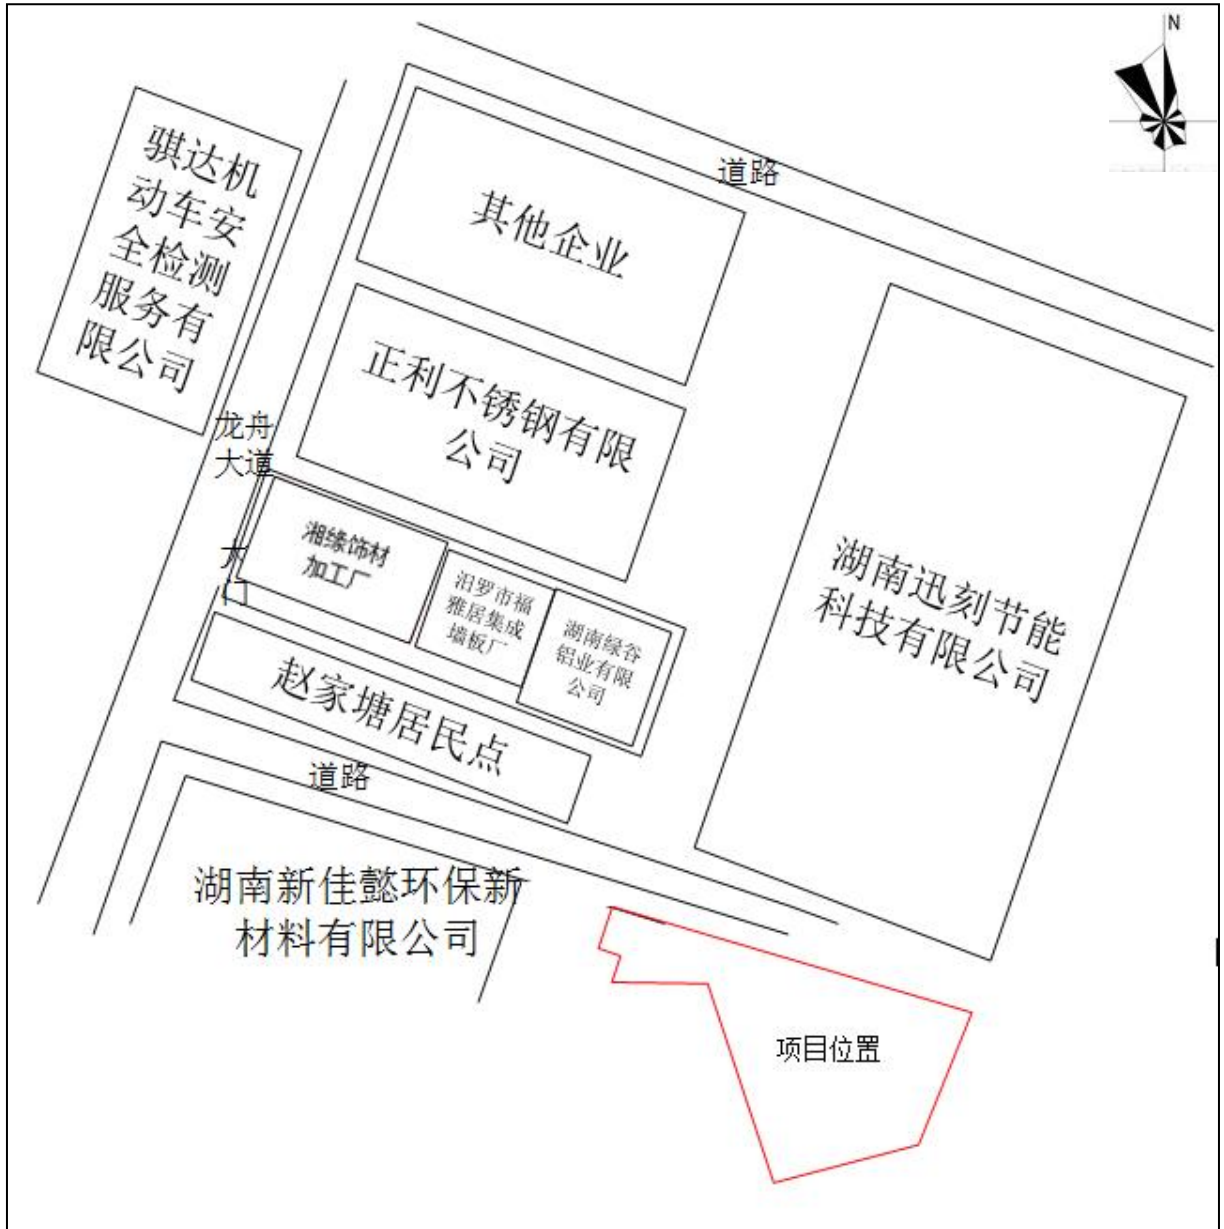 N
道路
骐达机
动车安
全检测
服务有
限公司
其他企业
正利不锈钢有限
公司
龙舟
大道
大
门
湘缘饰材
加工厂
汨罗市福
雅居集成
墙板厂
湖南绿谷
铝业有限
公司
湖南迅刻节能
科技有限公司
赵家塘居民点
道路
湖南新佳懿环保新
材料有限公司
项目位置